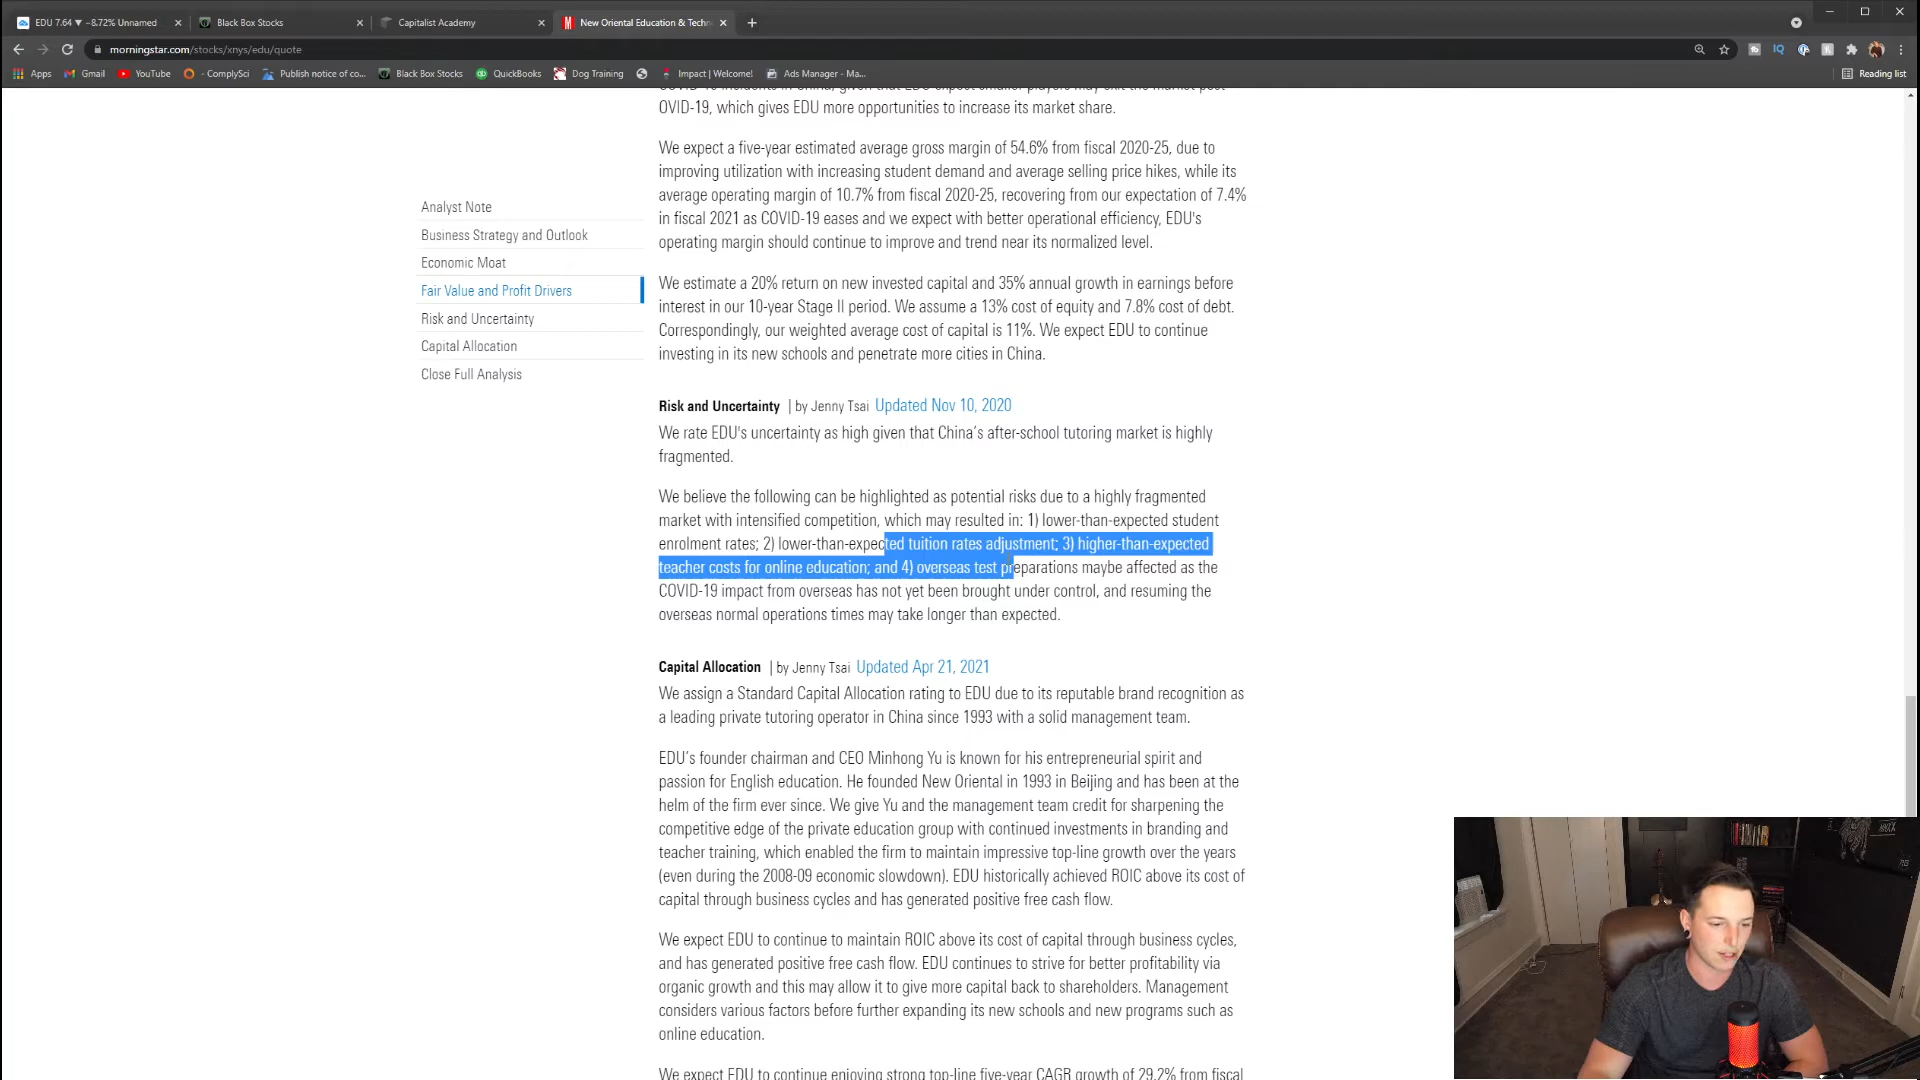 EDU 7.64 ▼ −8.72% Unnamed
Black Box Stocks
Capitalist Academy
New Oriental Education & Techn
morningstar.com/stocks/xnys/edu/quote
Apps
Gmail
YouTube
- ComplySci
Publish notice of co...
Black Box Stocks
QuickBooks
Dog Training
Impact | Welcome!
Ads Manager - Ma...
Reading list
OVID-19, which gives EDU more opportunities to increase its market share.
We expect a five-year estimated average gross margin of 54.6% from fiscal 2020-25, due to
improving utilization with increasing student demand and average selling price hikes, while its
average operating margin of 10.7% from fiscal 2020-25, recovering from our expectation of 7.4%
in fiscal 2021 as COVID-19 eases and we expect with better operational efficiency, EDU's
operating margin should continue to improve and trend near its normalized level.
We estimate a 20% return on new invested capital and 35% annual growth in earnings before
interest in our 10-year Stage II period. We assume a 13% cost of equity and 7.8% cost of debt.
Correspondingly, our weighted average cost of capital is 11%. We expect EDU to continue
investing in its new schools and penetrate more cities in China.
Analyst Note
Business Strategy and Outlook
Economic Moat
Fair Value and Profit Drivers
Risk and Uncertainty
Capital Allocation
Close Full Analysis
Risk and Uncertainty | by Jenny Tsai Updated Nov 10, 2020
We rate EDU's uncertainty as high given that China's after-school tutoring market is highly
fragmented.
We believe the following can be highlighted as potential risks due to a highly fragmented
market with intensified competition, which may resulted in: 1) lower-than-expected student
enrolment rates; 2) lower-than-expected tuition rates adjustment; 3) higher-than-expected
teacher costs for online education; and 4) overseas test preparations maybe affected as the
COVID-19 impact from overseas has not yet been brought under control, and resuming the
overseas normal operations times may take longer than expected.
Capital Allocation | by Jenny Tsai Updated Apr 21, 2021
We assign a Standard Capital Allocation rating to EDU due to its reputable brand recognition as
a leading private tutoring operator in China since 1993 with a solid management team.
EDU's founder chairman and CEO Minhong Yu is known for his entrepreneurial spirit and
passion for English education. He founded New Oriental in 1993 in Beijing and has been at the
helm of the firm ever since. We give Yu and the management team credit for sharpening the
competitive edge of the private education group with continued investments in branding and
teacher training, which enabled the firm to maintain impressive top-line growth over the years
(even during the 2008-09 economic slowdown). EDU historically achieved ROIC above its cost of
capital through business cycles and has generated positive free cash flow.
We expect EDU to continue to maintain ROIC above its cost of capital through business cycles,
and has generated positive free cash flow. EDU continues to strive for better profitability via
organic growth and this may allow it to give more capital back to shareholders. Management
considers various factors before further expanding its new schools and new programs such as
online education.
We expect EDU to continue enjoying strong top-line five-year CAGR growth of 29.2% from fiscal